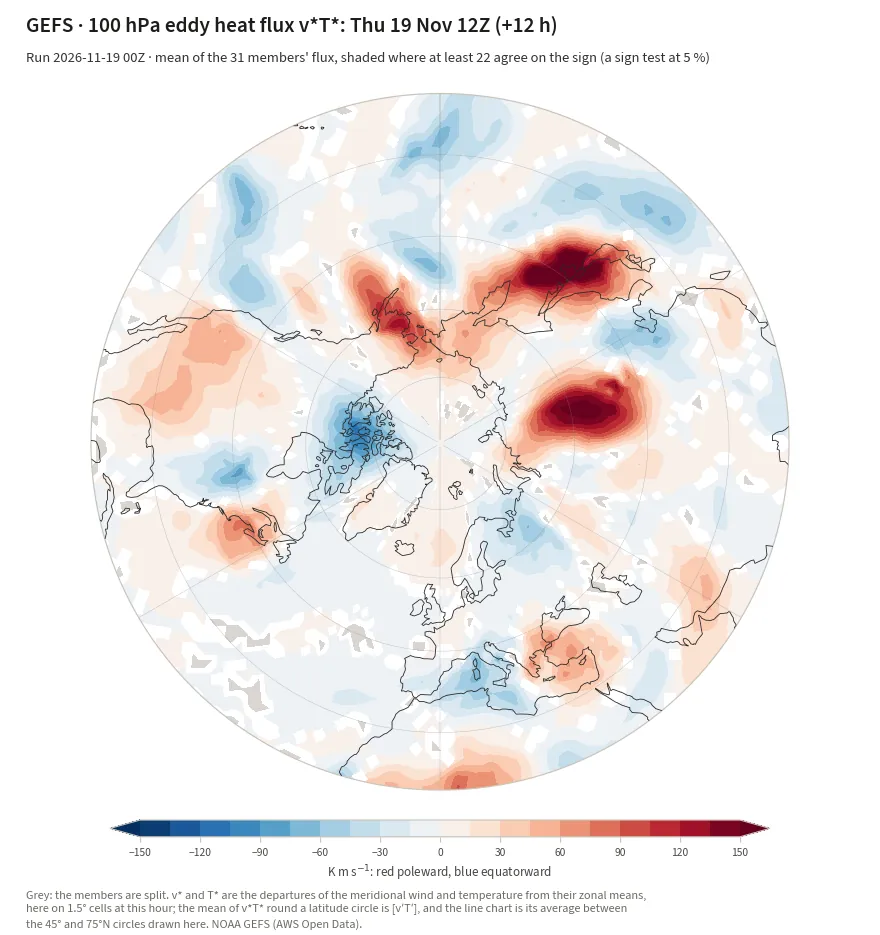 GEFS · 100 hPa eddy heat flux v*T*: Thu 19 Nov 12Z (+12 h)
Run 2026-11-19 00Z · mean of the 31 members' flux, shaded where at least 22 agree on the sign (a sign test at 5 %)
−150 −120 −90 −60 −30 0 30 60 90 120 150
K m s⁻¹: red poleward, blue equatorward
Grey: the members are split. v* and T* are the departures of the meridional wind and temperature from their zonal means,
here on 1.5° cells at this hour; the mean of v*T* round a latitude circle is [v'T'], and the line chart is its average between
the 45° and 75°N circles drawn here. NOAA GEFS (AWS Open Data).